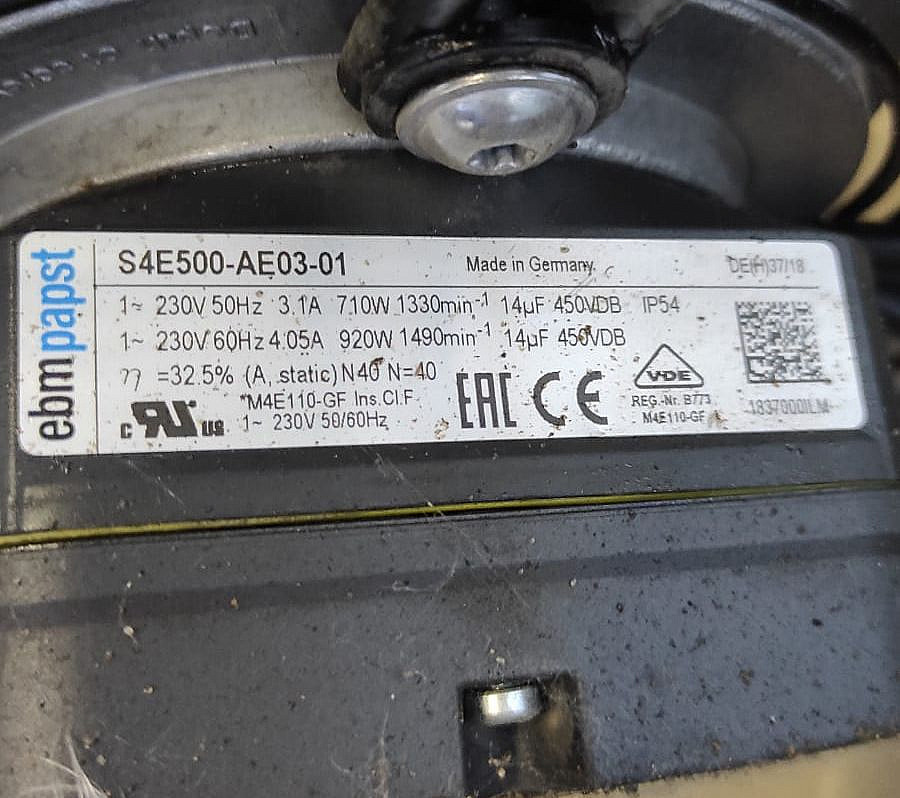 ebmpapst
S4E500-AE03-01 Made in Germany DE(H)37/18
1~ 230V 50Hz 3.1A 710W 1330min-1 14µF 450VDB IP54
1~ 230V 60Hz 4.05A 920W 1490min-1 14µF 450VDB
η =32.5% (A, static) N40 N=40
M4E110-GF Ins.Cl.F
1~ 230V 50/60Hz
c RU us
EAC CE
VDE
REG.-Nr. B773
M4E110-GF